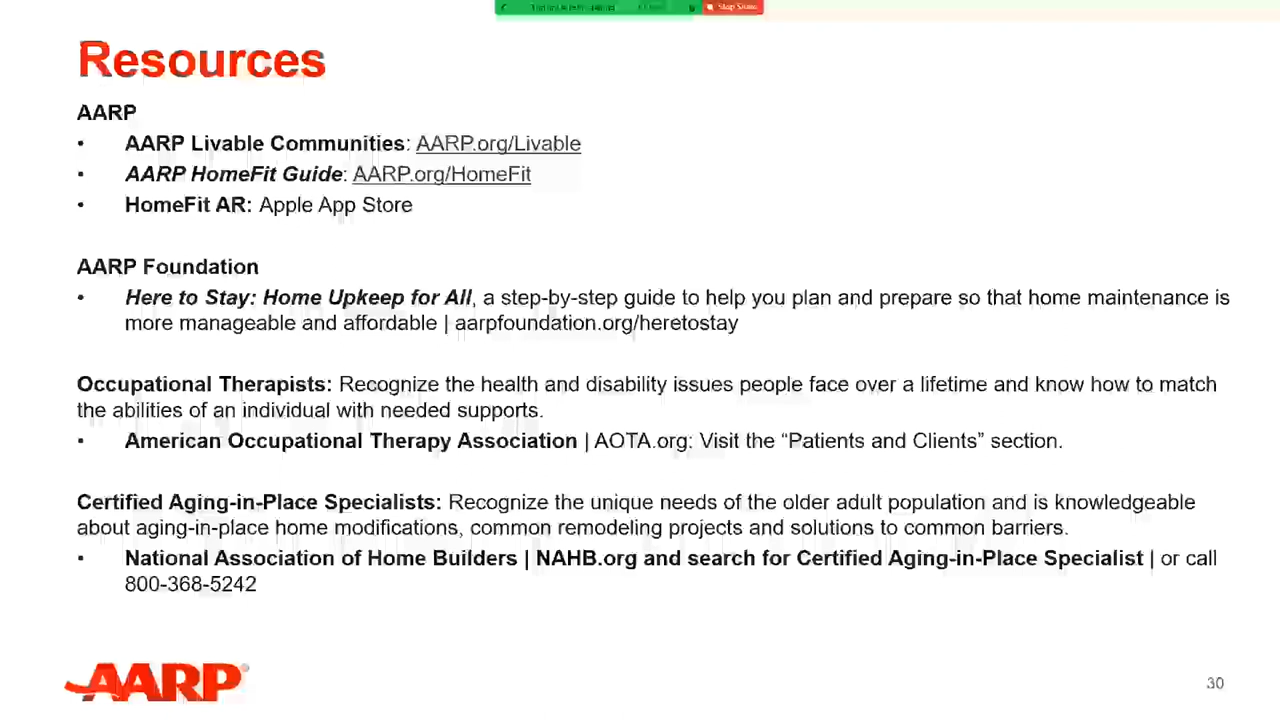 Stop Share
Resources
AARP
• AARP Livable Communities: AARP.org/Livable
• AARP HomeFit Guide: AARP.org/HomeFit
• HomeFit AR: Apple App Store
AARP Foundation
• Here to Stay: Home Upkeep for All, a step-by-step guide to help you plan and prepare so that home maintenance is
more manageable and affordable | aarpfoundation.org/heretostay
Occupational Therapists: Recognize the health and disability issues people face over a lifetime and know how to match
the abilities of an individual with needed supports.
• American Occupational Therapy Association | AOTA.org: Visit the “Patients and Clients” section.
Certified Aging-in-Place Specialists: Recognize the unique needs of the older adult population and is knowledgeable
about aging-in-place home modifications, common remodeling projects and solutions to common barriers.
• National Association of Home Builders | NAHB.org and search for Certified Aging-in-Place Specialist | or call
800-368-5242
AARP®
30